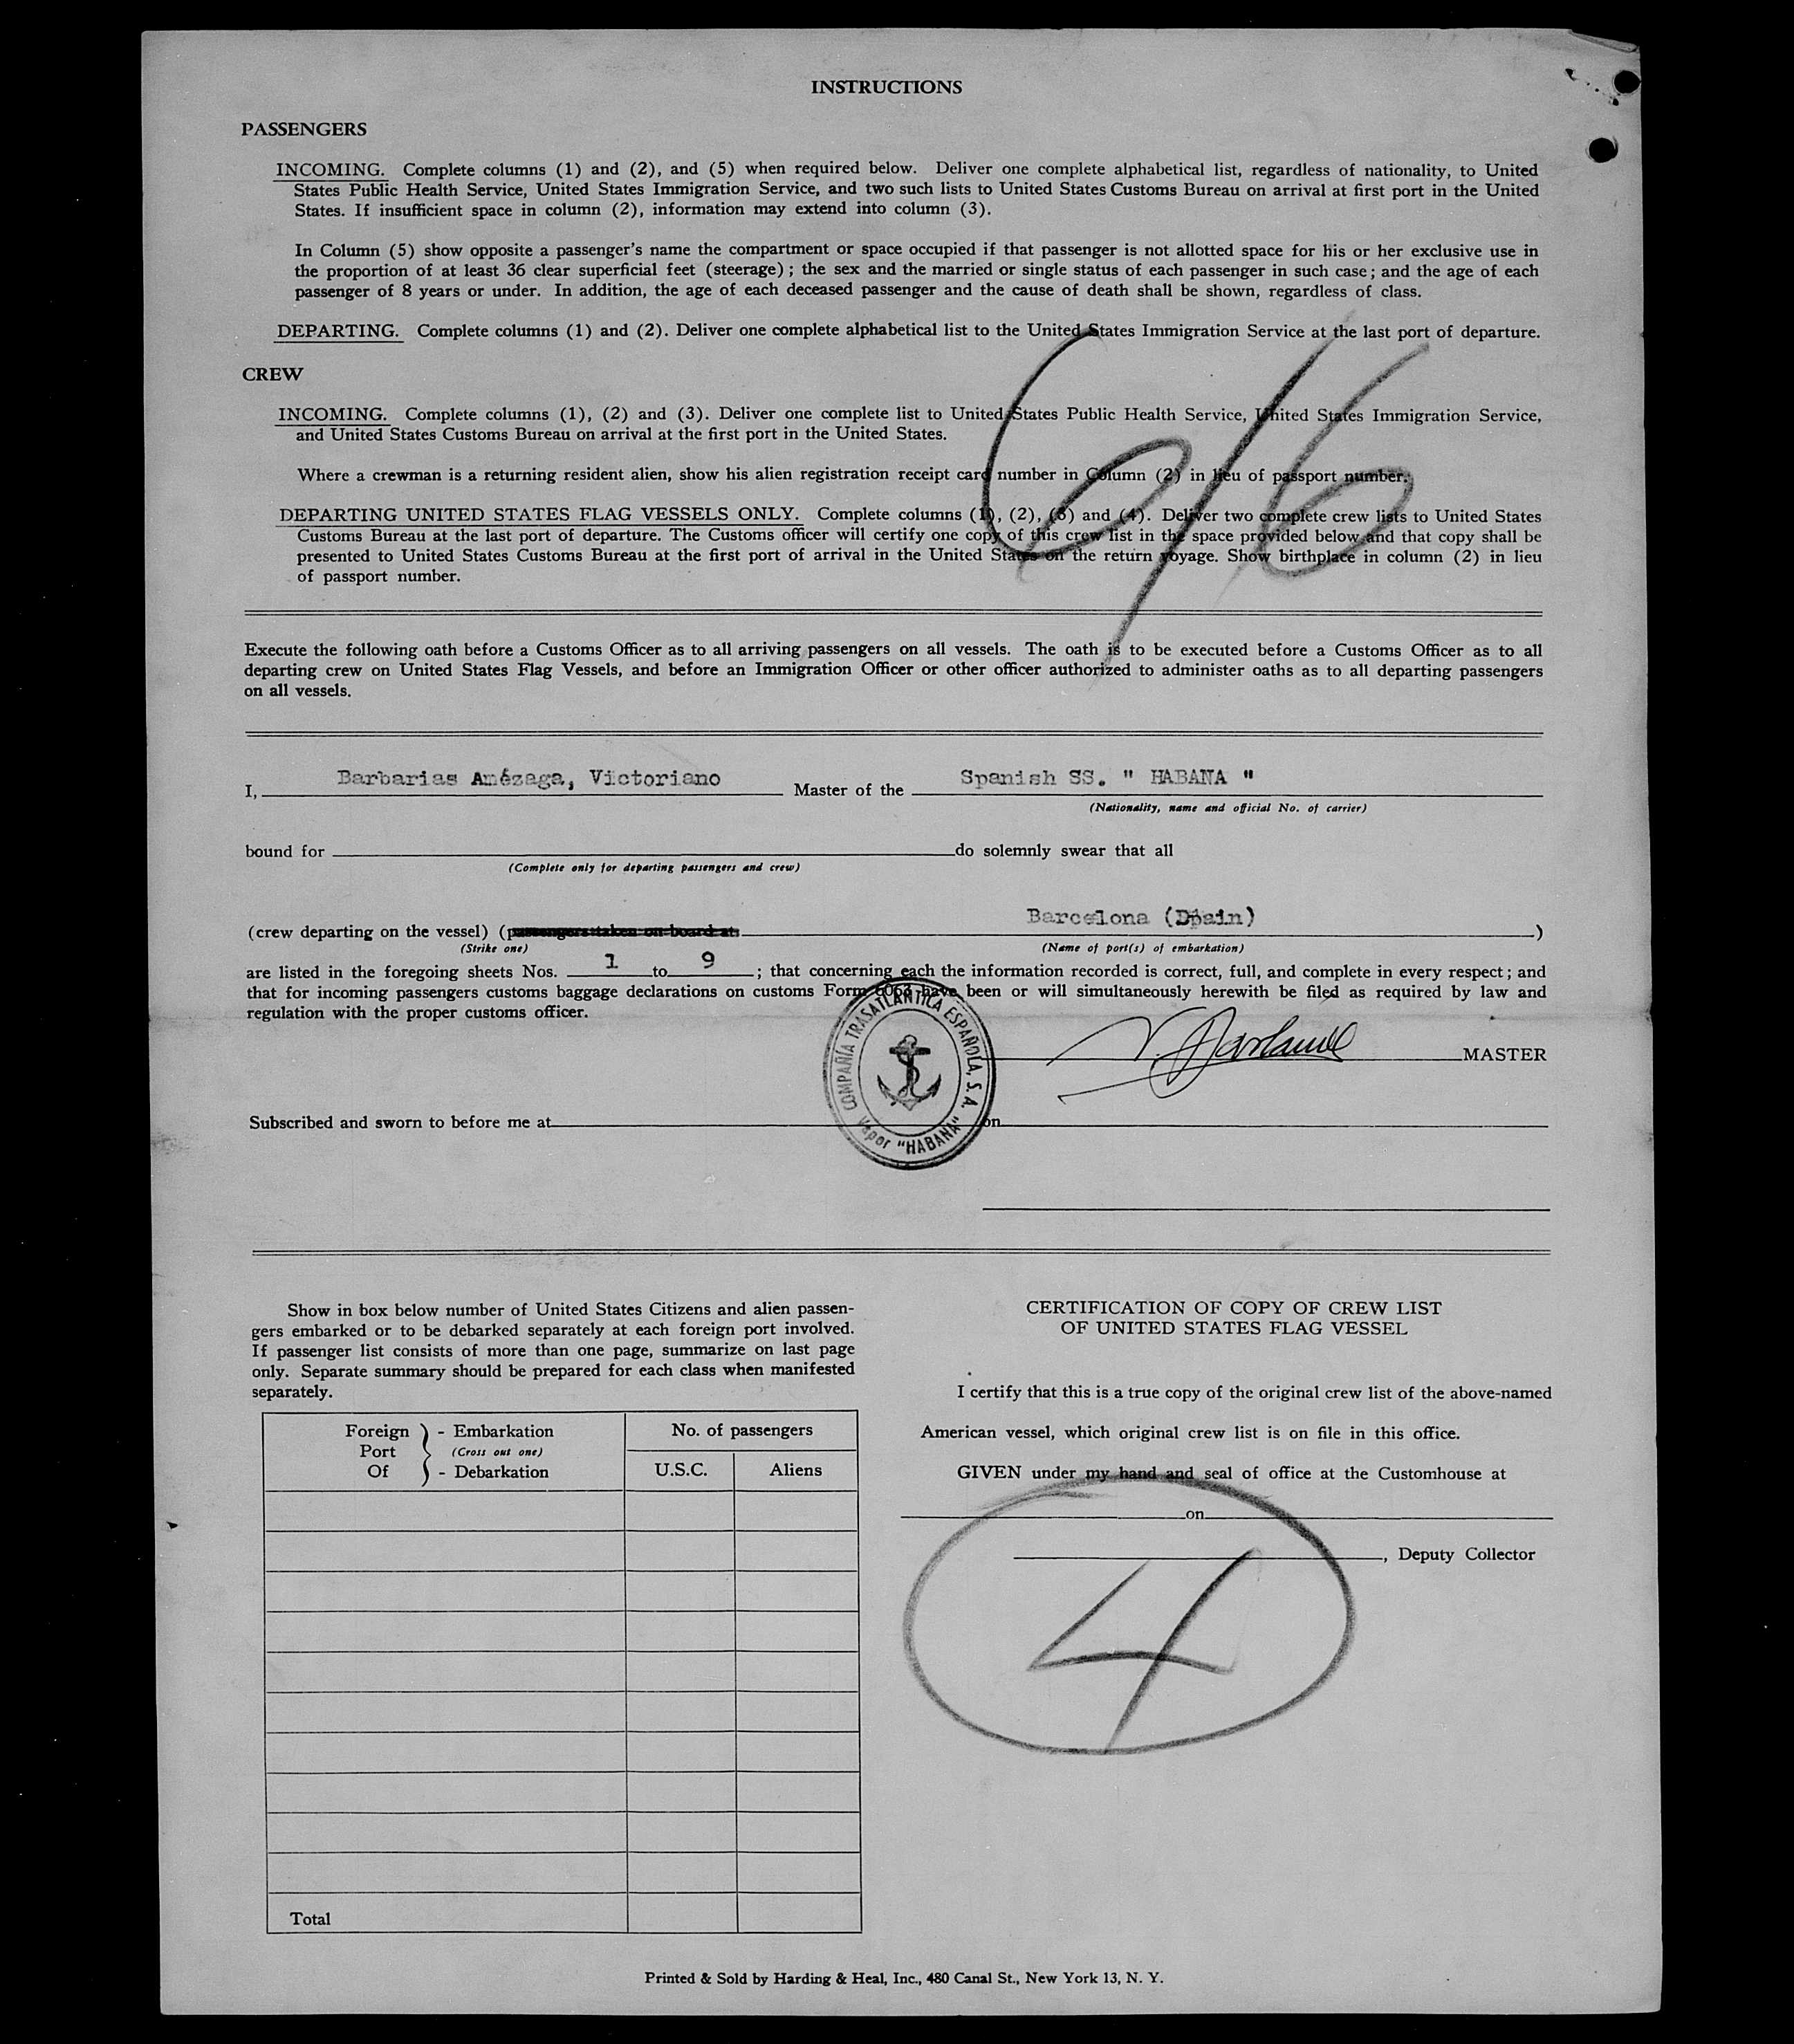 INSTRUCTIONS
PASSENGERS
INCOMING. Complete columns (1) and (2), and (5) when required below. Deliver one complete alphabetical list, regardless of nationality, to United
States Public Health Service, United States Immigration Service, and two such lists to United States Customs Bureau on arrival at first port in the United
States. If insufficient space in column (2), information may extend into column (3).
In Column (5) show opposite a passenger's name the compartment or space occupied if that passenger is not allotted space for his or her exclusive use in
the proportion of at least 36 clear superficial feet (steerage) ; the sex and the married or single status of each passenger in such case ; and the age of each
passenger of 8 years or under. In addition, the age of each deceased passenger and the cause of death shall be shown, regardless of class.
DEPARTING. Complete columns (1) and (2). Deliver one complete alphabetical list to the United States Immigration Service at the last port of departure.
6/6
CREW
INCOMING. Complete columns (1), (2) and (3). Deliver one complete list to United States Public Health Service, United States Immigration Service,
and United States Customs Bureau on arrival at the first port in the United States.
Where a crewman is a returning resident alien, show his alien registration receipt card number in Column (2) in lieu of passport number.
DEPARTING UNITED STATES FLAG VESSELS ONLY. Complete columns (1), (2), (3) and (4). Deliver two complete crew lists to United States
Customs Bureau at the last port of departure. The Customs officer will certify one copy of this crew list in the space provided below and that copy shall be
presented to United States Customs Bureau at the first port of arrival in the United States on the return voyage. Show birthplace in column (2) in lieu
of passport number.
Execute the following oath before a Customs Officer as to all arriving passengers on all vessels. The oath is to be executed before a Customs Officer as to all
departing crew on United States Flag Vessels, and before an Immigration Officer or other officer authorized to administer oaths as to all departing passengers
on all vessels.
I, Barbarias Anézaga, Victoriano Master of the Spanish SS. " HABANA "
(Nationality, name and official No. of carrier)
bound for do solemnly swear that all
(Complete only for departing passengers and crew)
Barcelona (Dpain)
(crew departing on the vessel) (passengers taken on board at )
(Strike one) (Name of port(s) of embarkation)
are listed in the foregoing sheets Nos. 1 to 9 ; that concerning each the information recorded is correct, full, and complete in every respect ; and
that for incoming passengers customs baggage declarations on customs Form 6063 have been or will simultaneously herewith be filed as required by law and
regulation with the proper customs officer.
COMPAÑÍA TRASATLÁNTICA ESPAÑOLA, S. A.
Vapor "HABANA"
MASTER
Subscribed and sworn to before me at on
Show in box below number of United States Citizens and alien passen-
gers embarked or to be debarked separately at each foreign port involved.
If passenger list consists of more than one page, summarize on last page
only. Separate summary should be prepared for each class when manifested
separately.
Foreign Port Of
- Embarkation
(Cross out one)
- Debarkation
No. of passengers
U.S.C. Aliens
Total
CERTIFICATION OF COPY OF CREW LIST
OF UNITED STATES FLAG VESSEL
I certify that this is a true copy of the original crew list of the above-named
American vessel, which original crew list is on file in this office.
GIVEN under my hand and seal of office at the Customhouse at
on
, Deputy Collector
4
Printed & Sold by Harding & Heal, Inc., 480 Canal St., New York 13, N. Y.